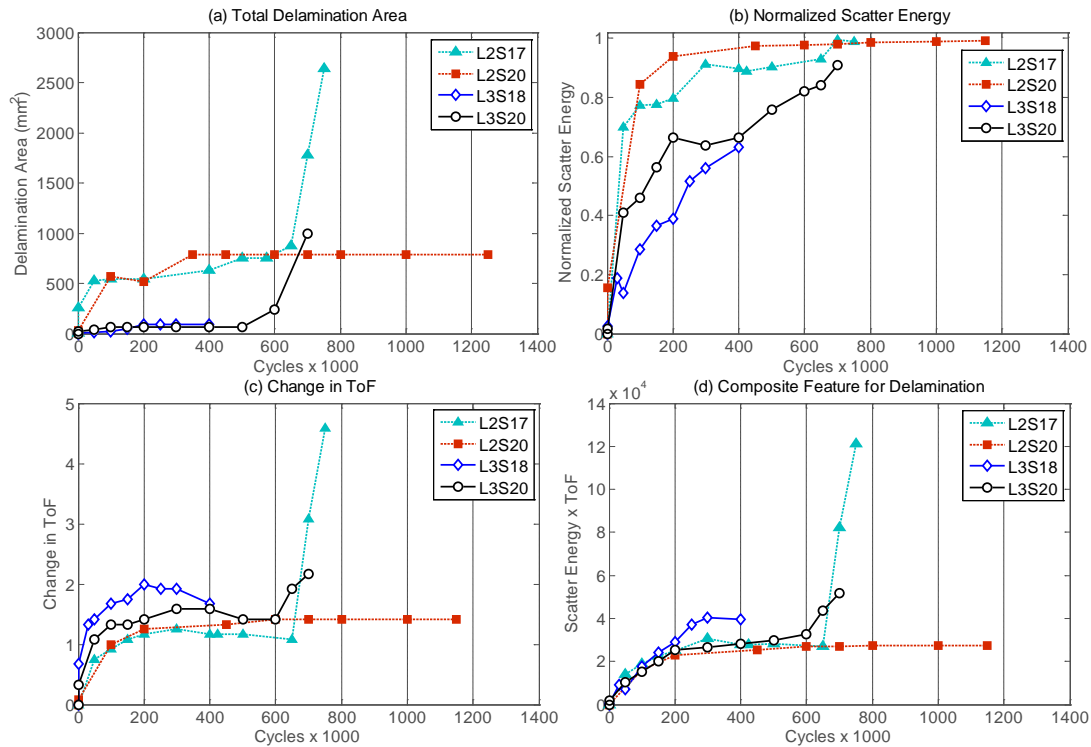 (a) Total Delamination Area
Delamination Area (mm²)
3000
2500
2000
1500
1000
500
0
0 200 400 600 800 1000 1200 1400
Cycles x 1000
L2S17
L2S20
L3S18
L3S20
(b) Normalized Scatter Energy
Normalized Scatter Energy
1
0.8
0.6
0.4
0.2
0
0 200 400 600 800 1000 1200 1400
Cycles x 1000
L2S17
L2S20
L3S18
L3S20
(c) Change in ToF
Change in ToF
5
4
3
2
1
0
0 200 400 600 800 1000 1200 1400
Cycles x 1000
L2S17
L2S20
L3S18
L3S20
(d) Composite Feature for Delamination
x 10⁴
Scatter Energy x ToF
14
12
10
8
6
4
2
0
0 200 400 600 800 1000 1200 1400
Cycles x 1000
L2S17
L2S20
L3S18
L3S20